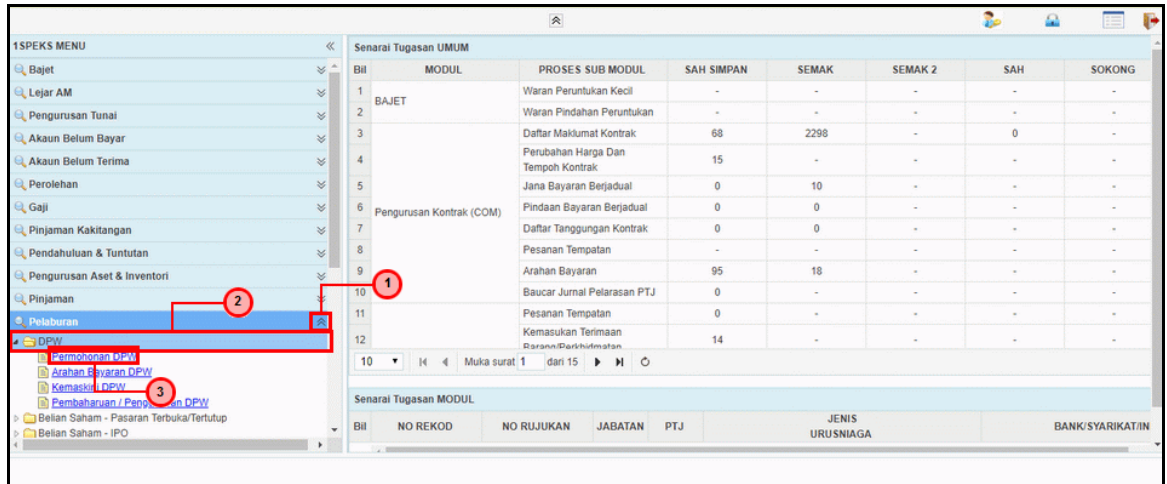 1SPEKS MENU
Bajet
Lejar AM
Pengurusan Tunai
Akaun Belum Bayar
Akaun Belum Terima
Perolehan
Gaji
Pinjaman Kakitangan
Pendahuluan & Tuntutan
Pengurusan Aset & Inventori
Pinjaman
Pelaburan
DPW
Permohonan DPW
Arahan Bayaran DPW
Kemaskini DPW
Pembaharuan / DPW
Belian Saham - Pasaran Terbuka/Tertutup
Belian Saham - IPO
1
2
3
Senarai Tugasan UMUM
Bil MODUL PROSES SUB MODUL SAH SIMPAN SEMAK SEMAK 2 SAH SOKONG
1 BAJET Waran Peruntukan Kecil - - - - -
2 Waran Pindahan Peruntukan - - - - -
3 Pengurusan Kontrak (COM) Daftar Maklumat Kontrak 68 2298 - 0 -
4 Perubahan Harga Dan
Tempoh Kontrak 15 - - - -
5 Jana Bayaran Berjadual 0 10 - - -
6 Pindaan Bayaran Berjadual 0 0 - - -
7 Daftar Tanggungan Kontrak 0 0 - - -
8 Pesanan Tempatan - - - - -
9 Arahan Bayaran 95 18 - - -
10 Baucar Jurnal Pelarasan PTJ 0 - - - -
11 Pesanan Tempatan 0 - - - -
12 Kemasukan Terimaan
Barang/Perkhidmatan 14 - - - -
10 Muka surat 1 dari 15
Senarai Tugasan MODUL
Bil NO REKOD NO RUJUKAN JABATAN PTJ JENIS
URUSNIAGA BANK/SYARIKAT/IN